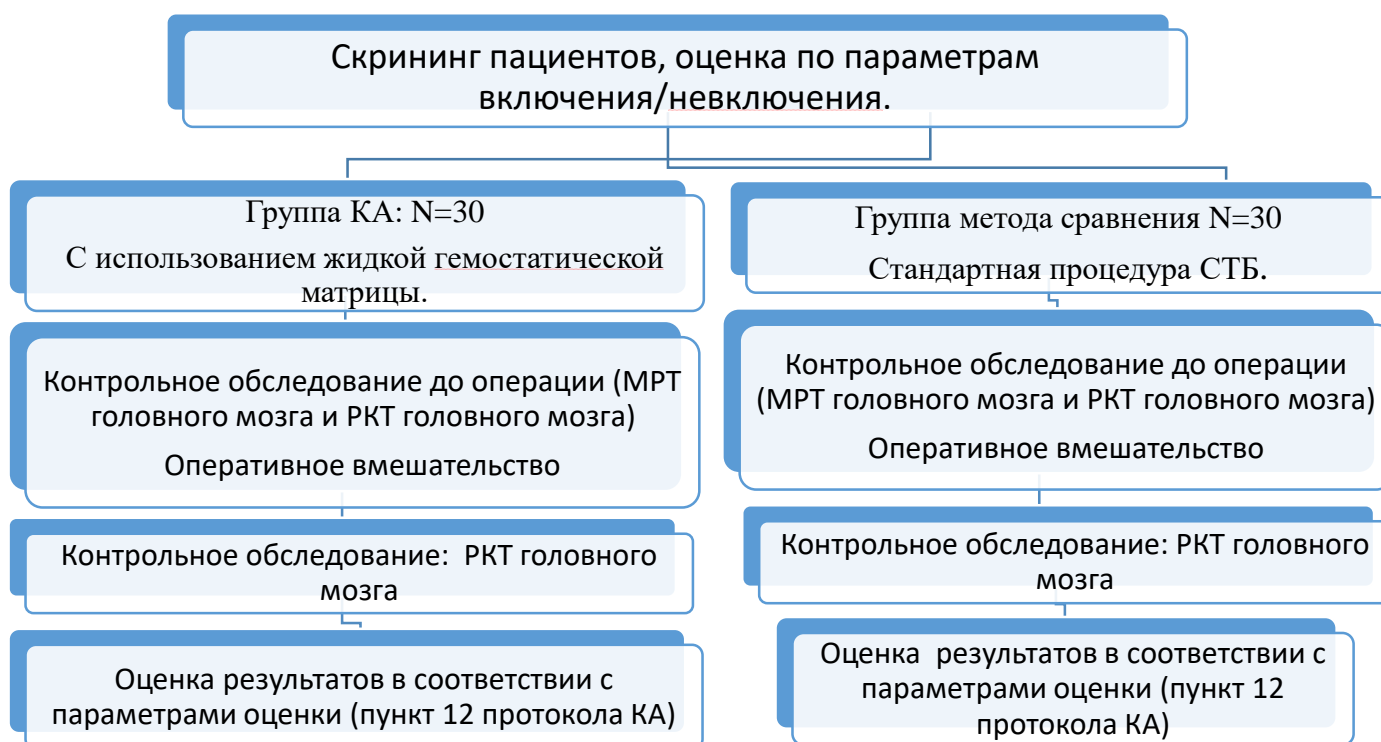 Скрининг пациентов, оценка по параметрам
включения/невключения.
Группа КА: N=30
С использованием жидкой гемостатической
матрицы.
Группа метода сравнения N=30
Стандартная процедура СТБ.
Контрольное обследование до операции (МРТ
головного мозга и РКТ головного мозга)
Оперативное вмешательство
Контрольное обследование до операции
(МРТ головного мозга и РКТ головного мозга)
Оперативное вмешательство
Контрольное обследование:  РКТ головного
мозга
Контрольное обследование: РКТ головного
мозга
Оценка результатов в соответствии с
параметрами оценки (пункт 12 протокола КА)
Оценка  результатов в соответствии с
параметрами оценки (пункт 12
протокола КА)